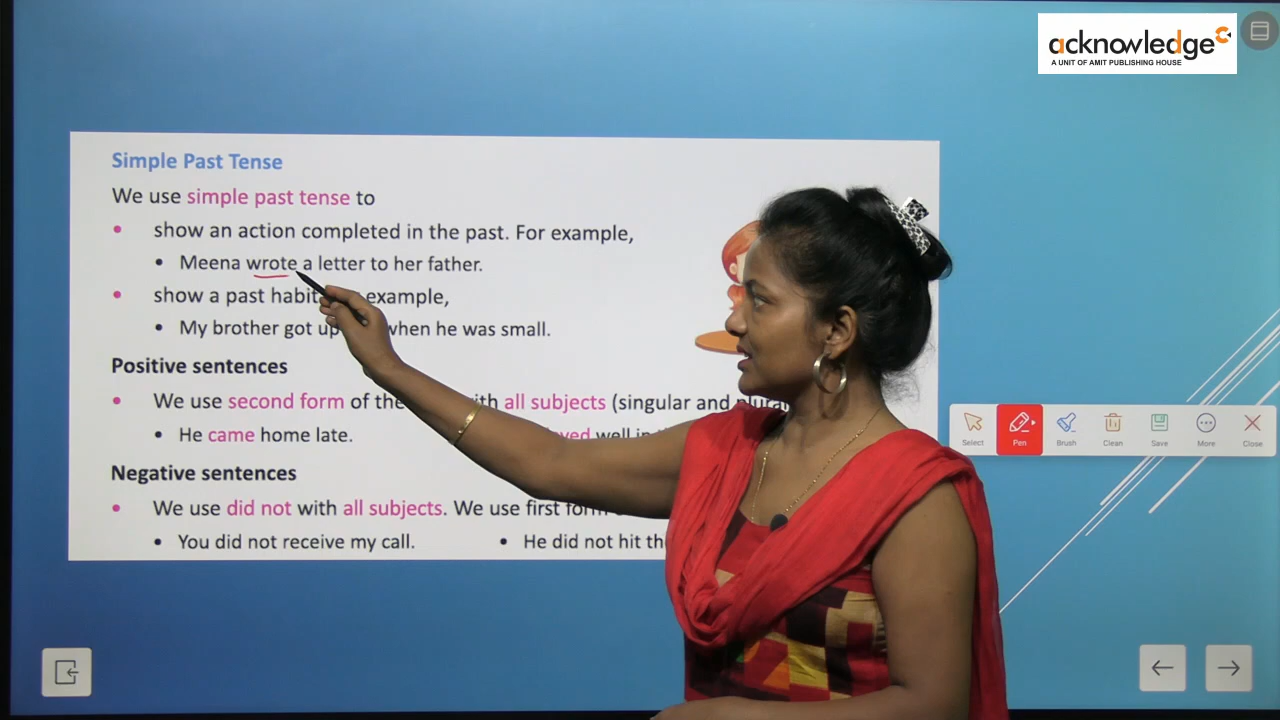 acknowledge
A UNIT OF AMIT PUBLISHING HOUSE
Simple Past Tense
We use simple past tense to
• show an action completed in the past. For example,
• Meena wrote a letter to her father.
• show a past habit example,
• My brother got up when he was small.
Positive sentences
• We use second form of the with all subjects (singular and plural
• He came home late. well in
Negative sentences
• We use did not with all subjects. We use first form
• You did not receive my call. • He did not hit
Select Pen Brush Clean Save More Close